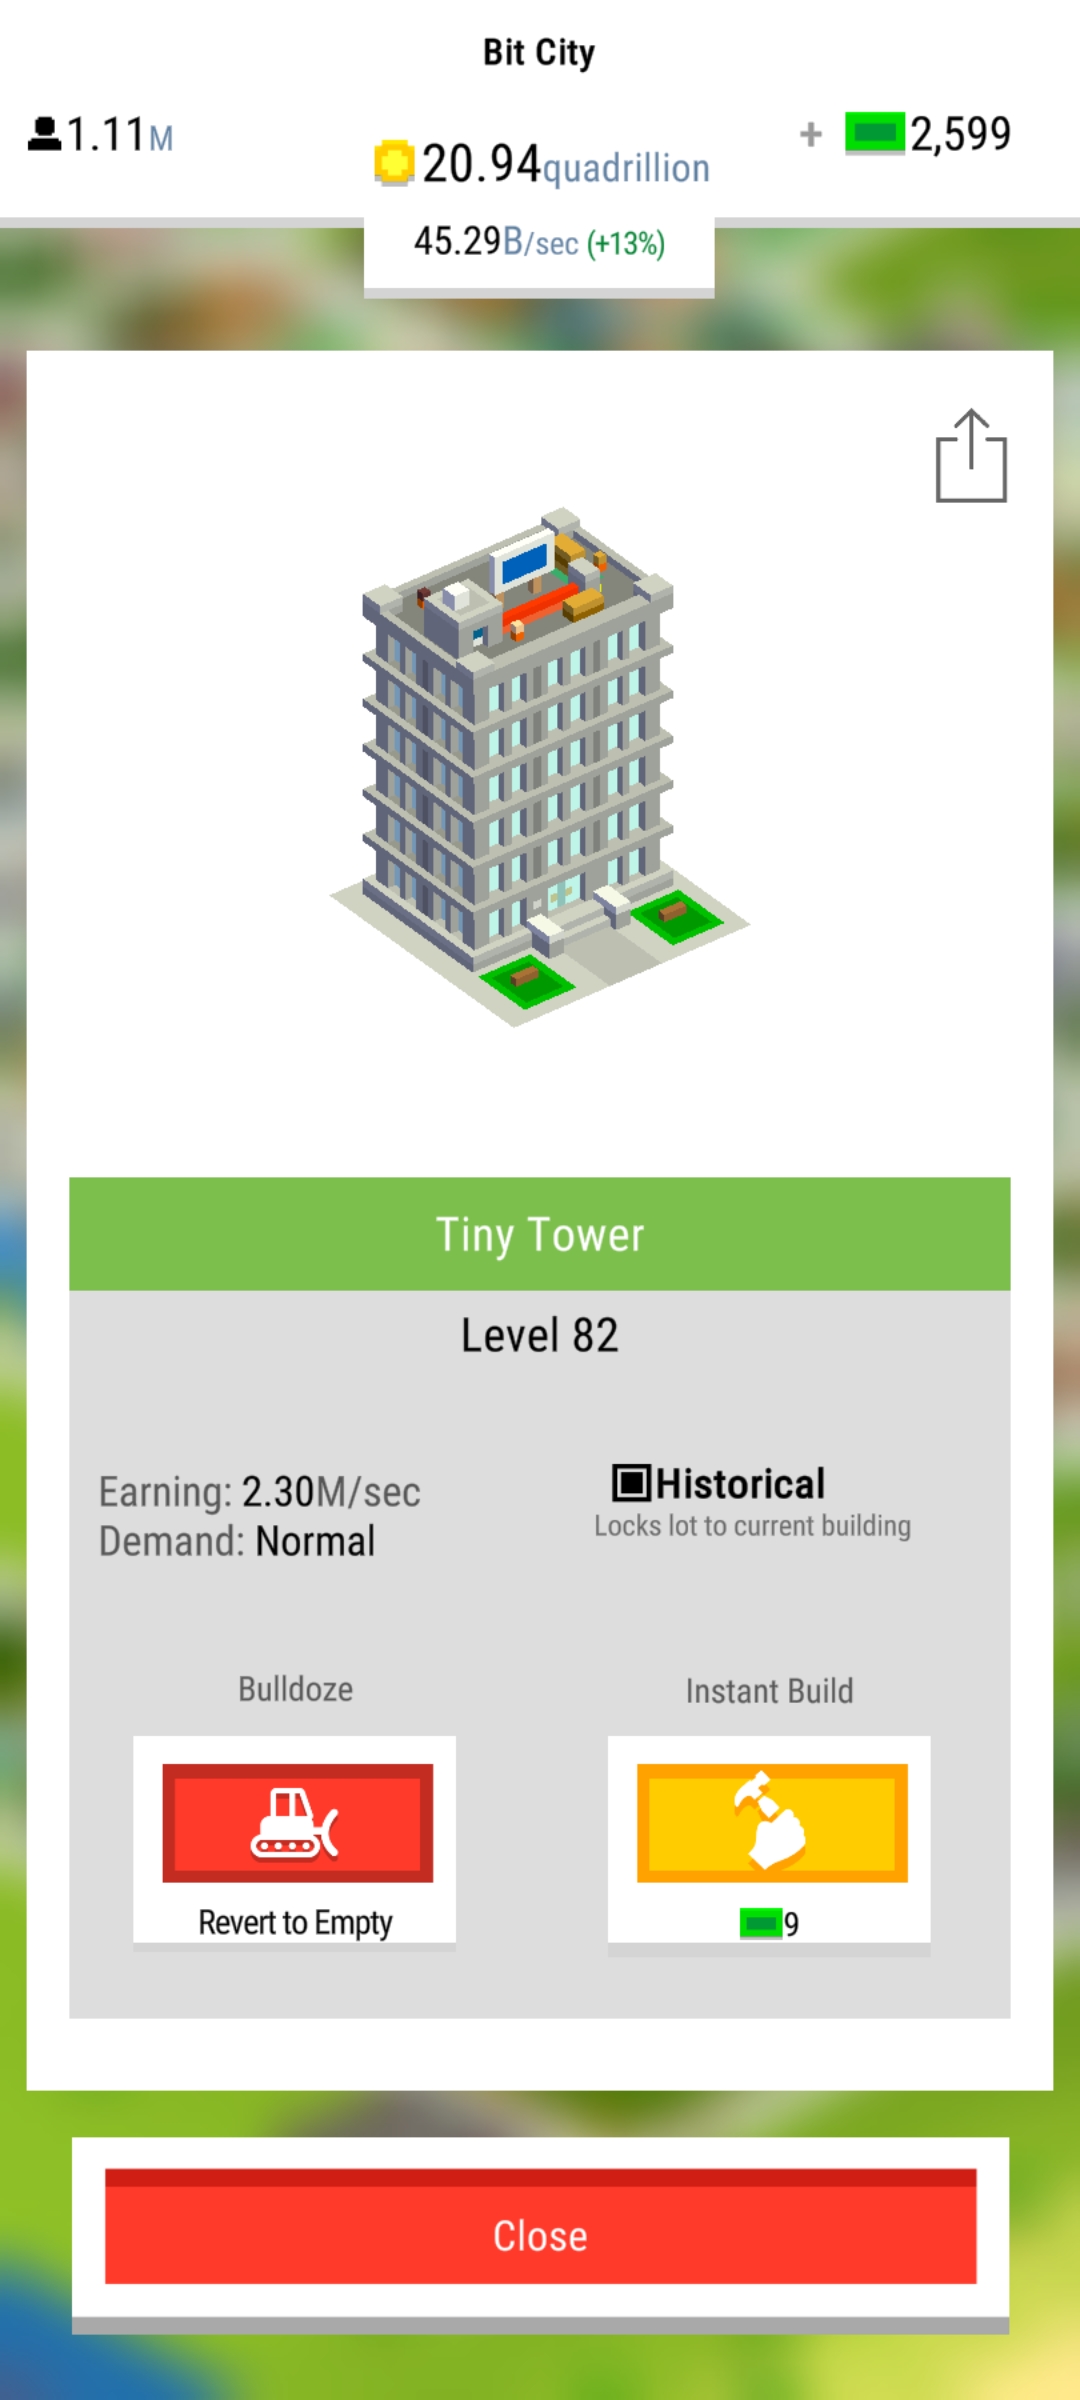 Bit City
1.11M
20.94quadrillion
+ 2,599
45.29B/sec (+13%)
Tiny Tower
Level 82
Earning: 2.30M/sec
Demand: Normal
Historical
Locks lot to current building
Bulldoze
Instant Build
Revert to Empty
9
Close